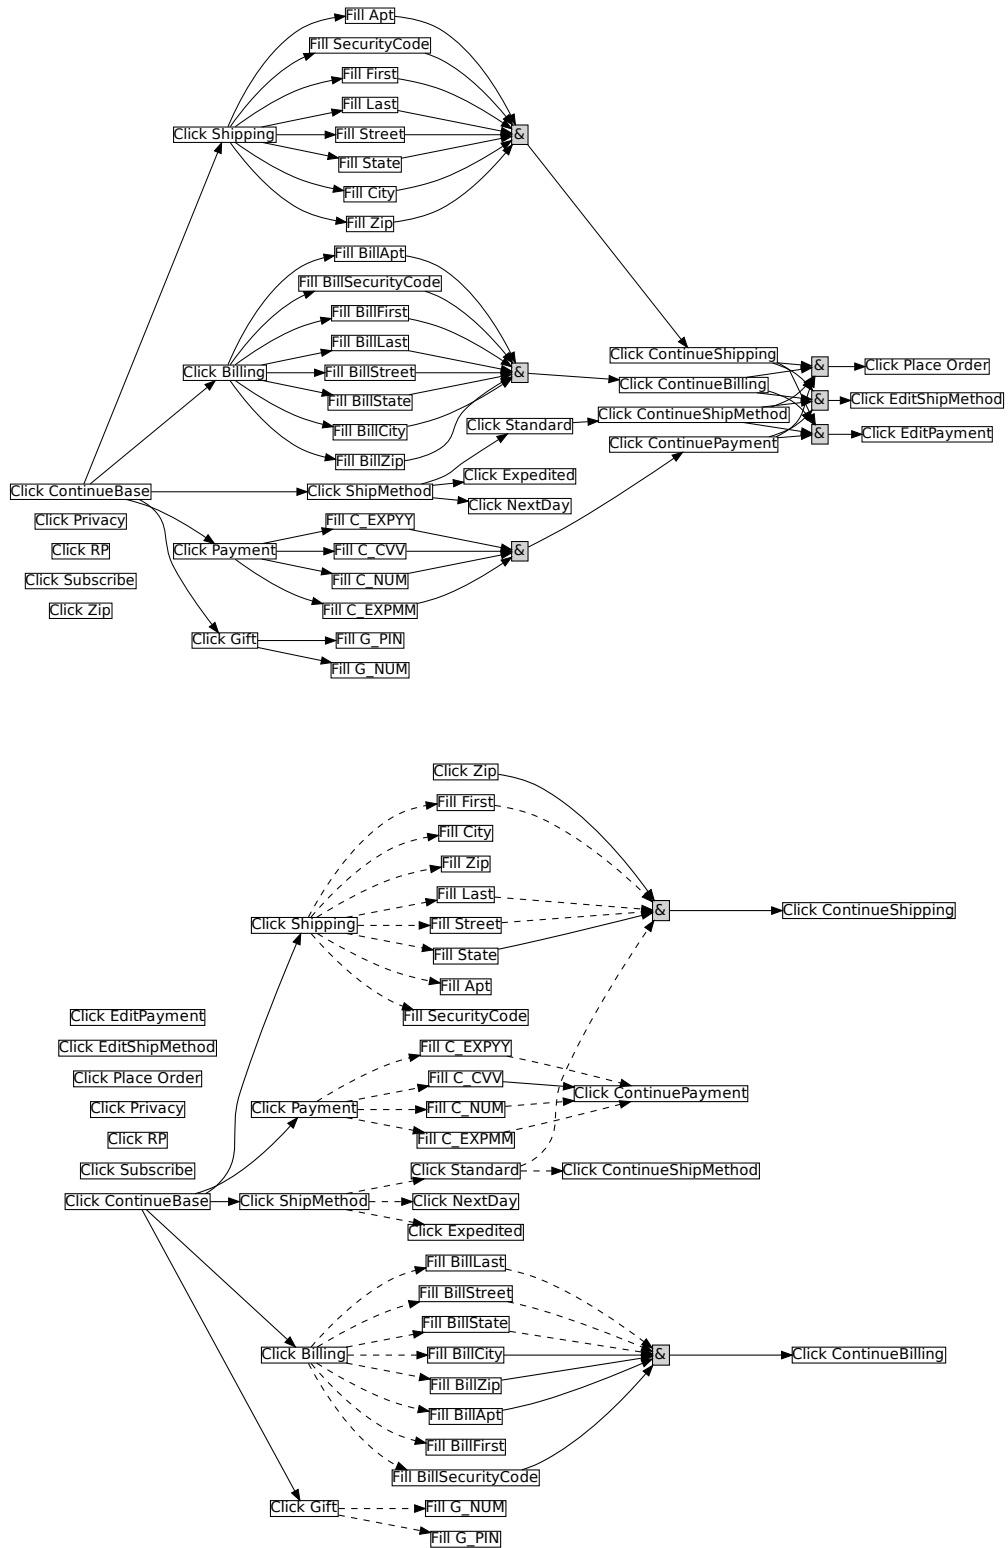 Fill Apt
Fill SecurityCode
Fill First
Fill Last
Click Shipping
Fill Street
&
Fill State
Fill City
Fill Zip
Fill BillApt
Fill BillSecurityCode
Fill BillFirst
Fill BillLast
Click Billing
Fill BillStreet
&
Fill BillState
Fill BillCity
Fill BillZip
Click ContinueShipping
Click ContinueBilling
Click ContinueShipMethod
Click ContinuePayment
&
&
&
Click Place Order
Click EditShipMethod
Click EditPayment
Click Standard
Click Expedited
Click NextDay
Click ContinueBase
Click ShipMethod
Click Privacy
Click RP
Click Subscribe
Click Zip
Click Payment
Fill C_EXPYY
Fill C_CVV
Fill C_NUM
Fill C_EXPMM
&
Click Gift
Fill G_PIN
Fill G_NUM
Click Zip
Fill First
Fill City
Fill Zip
Fill Last
Click Shipping
Fill Street
Fill State
Fill Apt
Fill SecurityCode
&
Click ContinueShipping
Click EditPayment
Click EditShipMethod
Click Place Order
Click Privacy
Click RP
Click Subscribe
Click ContinueBase
Fill C_EXPYY
Fill C_CVV
Click Payment
Fill C_NUM
Fill C_EXPMM
Click ContinuePayment
Click Standard
Click ContinueShipMethod
Click ShipMethod
Click NextDay
Click Expedited
Fill BillLast
Fill BillStreet
Fill BillState
Click Billing
Fill BillCity
&
Click ContinueBilling
Fill BillZip
Fill BillApt
Fill BillFirst
Fill BillSecurityCode
Click Gift
Fill G_NUM
Fill G_PIN